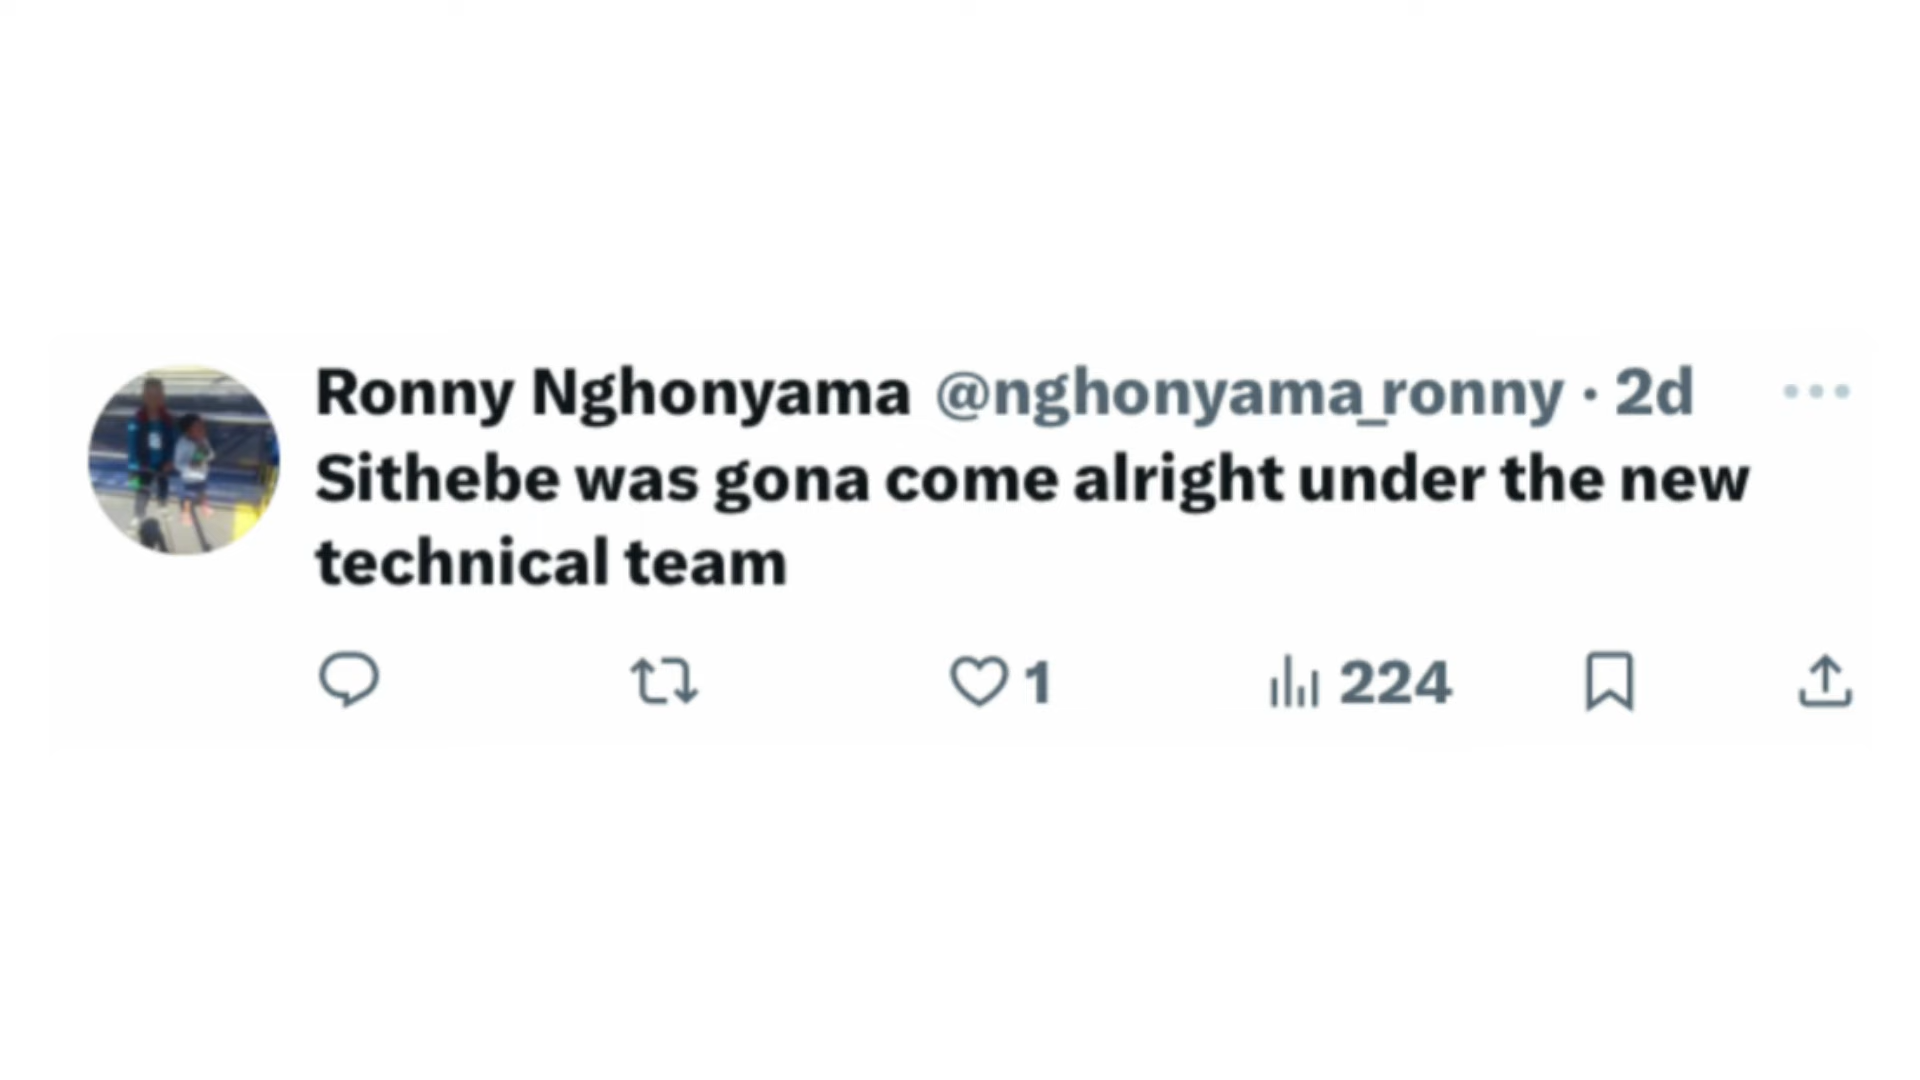 Ronny Nghonyama @nghonyama_ronny · 2d
Sithebe was gona come alright under the new
technical team
1 224